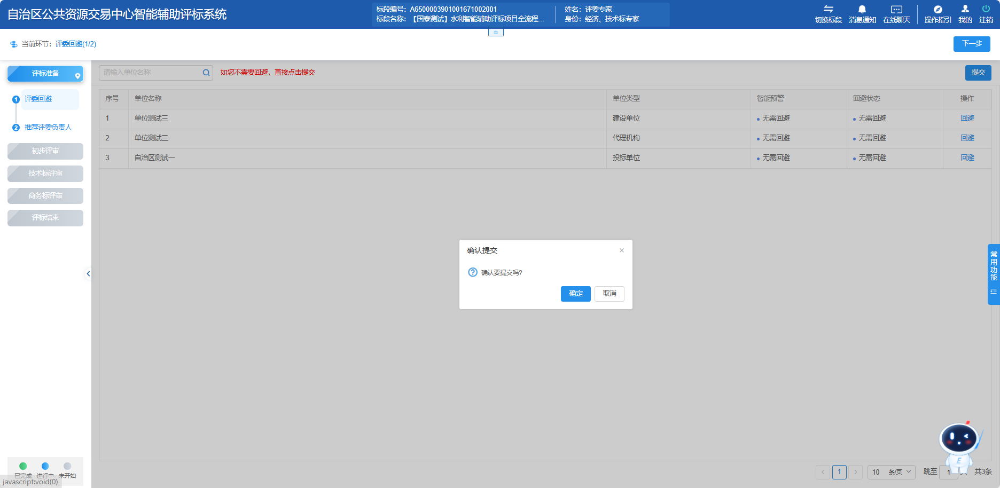 自治区公共资源交易中心智能辅助评标系统
标段编号：A6500003901001671002001
标段名称：【国泰测试】水利智能辅助评标项目全流程...
姓名：评委专家
身份：经济、技术标专家
切换标段
消息通知
在线聊天
操作指引
我的
注销
当前环节：评委回避(1/2)
下一步
评标准备
1 评委回避
2 推荐评委负责人
初步评审
技术标评审
商务标评审
评标结束
请输入单位名称
如您不需要回避，直接点击提交
提交
序号 单位名称 单位类型 智能预警 回避状态 操作
1 单位测试三 建设单位 无需回避 无需回避 回避
2 单位测试三 代理机构 无需回避 无需回避 回避
3 自治区测试一 投标单位 无需回避 无需回避 回避
确认提交
确认要提交吗?
确定 取消
常用功能
E
已完成 进行中 未开始
javascript:void(0)
1 10 条/页 跳至 1 共3条